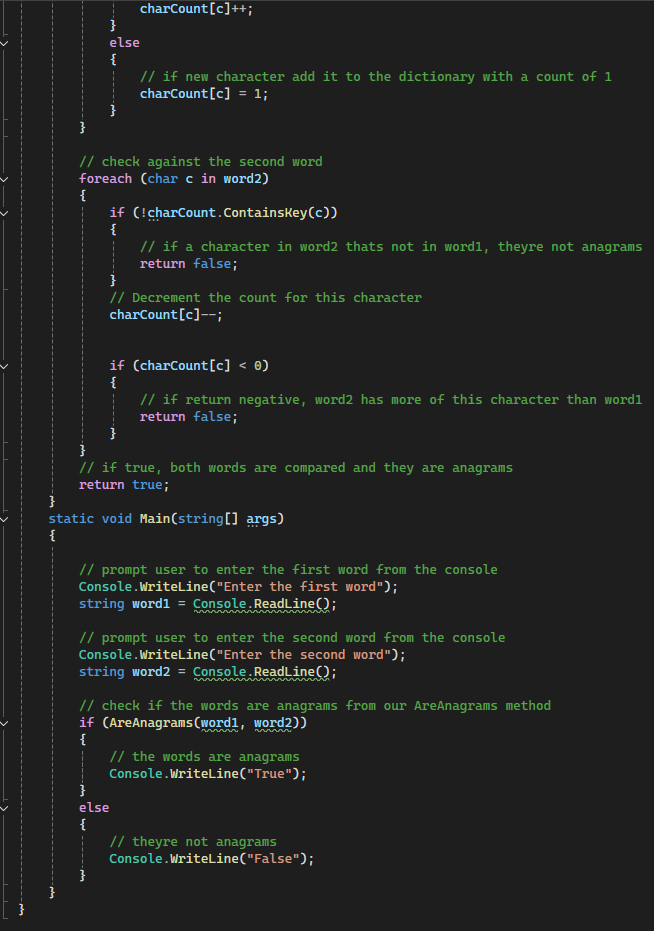 charCount[c]++;
}
else
{
// if new character add it to the dictionary with a count of 1
charCount[c] = 1;
}
}
// check against the second word
foreach (char c in word2)
{
if (!charCount.ContainsKey(c))
{
// if a character in word2 thats not in word1, theyre not anagrams
return false;
}
// Decrement the count for this character
charCount[c]--;
if (charCount[c] < 0)
{
// if return negative, word2 has more of this character than word1
return false;
}
}
// if true, both words are compared and they are anagrams
return true;
}
static void Main(string[] args)
{
// prompt user to enter the first word from the console
Console.WriteLine("Enter the first word");
string word1 = Console.ReadLine();
// prompt user to enter the second word from the console
Console.WriteLine("Enter the second word");
string word2 = Console.ReadLine();
// check if the words are anagrams from our AreAnagrams method
if (AreAnagrams(word1, word2))
{
// the words are anagrams
Console.WriteLine("True");
}
else
{
// theyre not anagrams
Console.WriteLine("False");
}
}
}